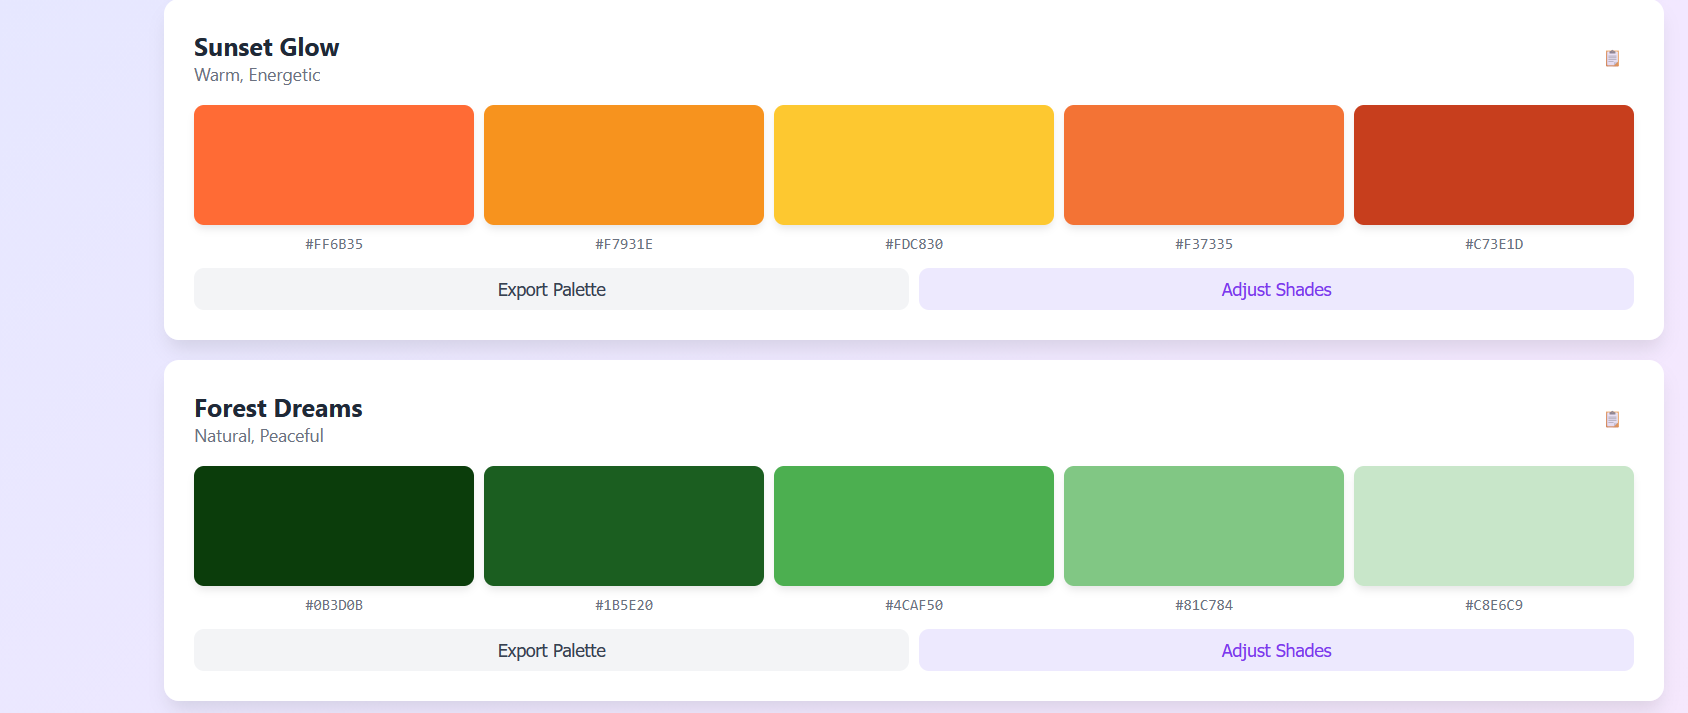 Sunset Glow
Warm, Energetic
#FF6B35 #F7931E #FDC830 #F37335 #C73E1D
Export Palette Adjust Shades
Forest Dreams
Natural, Peaceful
#0B3D0B #1B5E20 #4CAF50 #81C784 #C8E6C9
Export Palette Adjust Shades